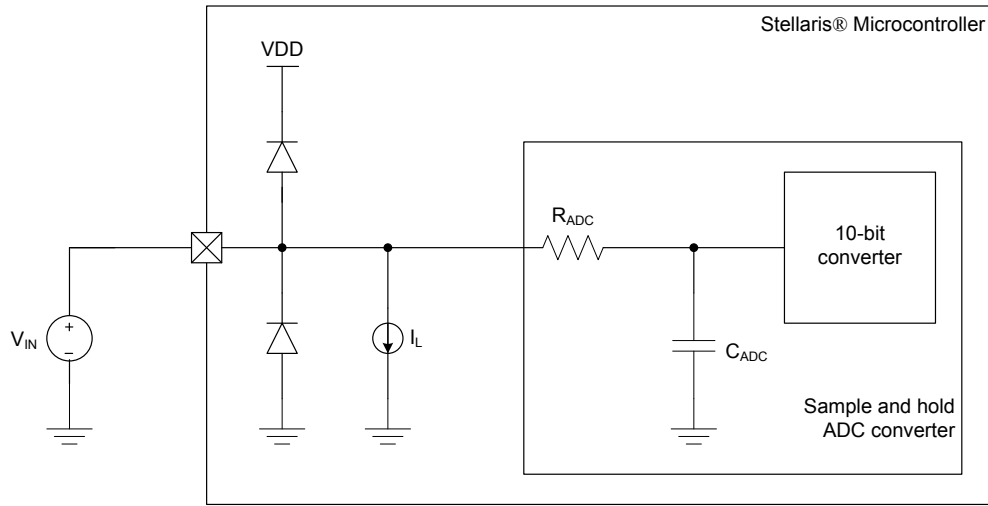 Stellaris® Microcontroller
VDD
R_ADC
10-bit
converter
V_IN
+
−
I_L
C_ADC
Sample and hold
ADC converter